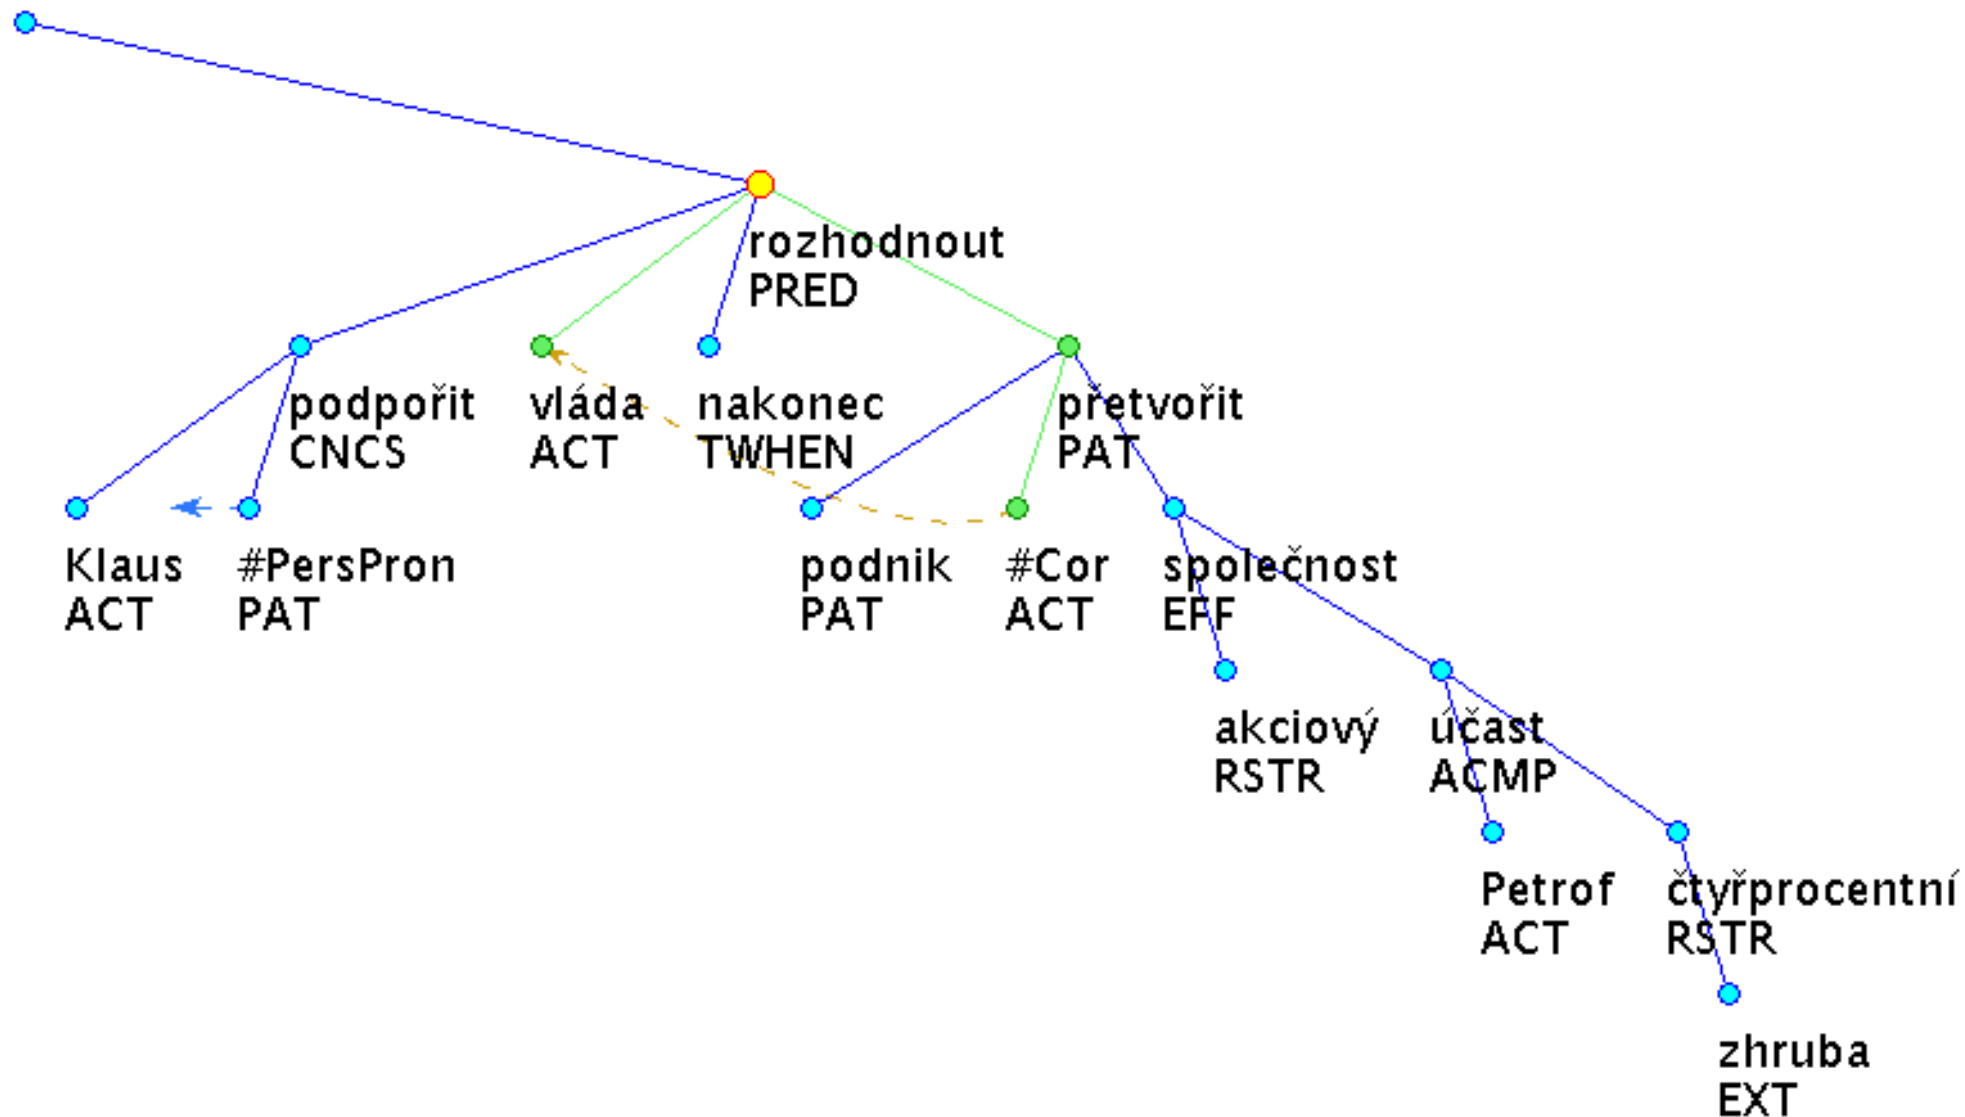 rozhodnout
PRED
podpořit
CNCS
vláda
ACT
nakonec
TWHEN
přetvořit
PAT
Klaus
ACT
#PersPron
PAT
podnik
PAT
#Cor
ACT
společnost
EFF
akciový
RSTR
účast
ACMP
Petrof
ACT
čtyřprocentní
RSTR
zhruba
EXT